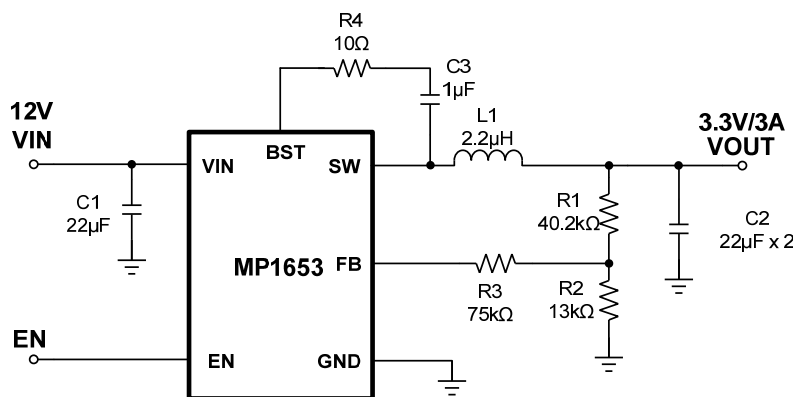 R4
10Ω
C3
1µF
12V
VIN
L1
2.2µH
3.3V/3A
VOUT
VIN
BST
SW
C1
22µF
R1
40.2kΩ
C2
22µF x 2
MP1653
FB
R3
75kΩ
R2
13kΩ
EN
EN
GND